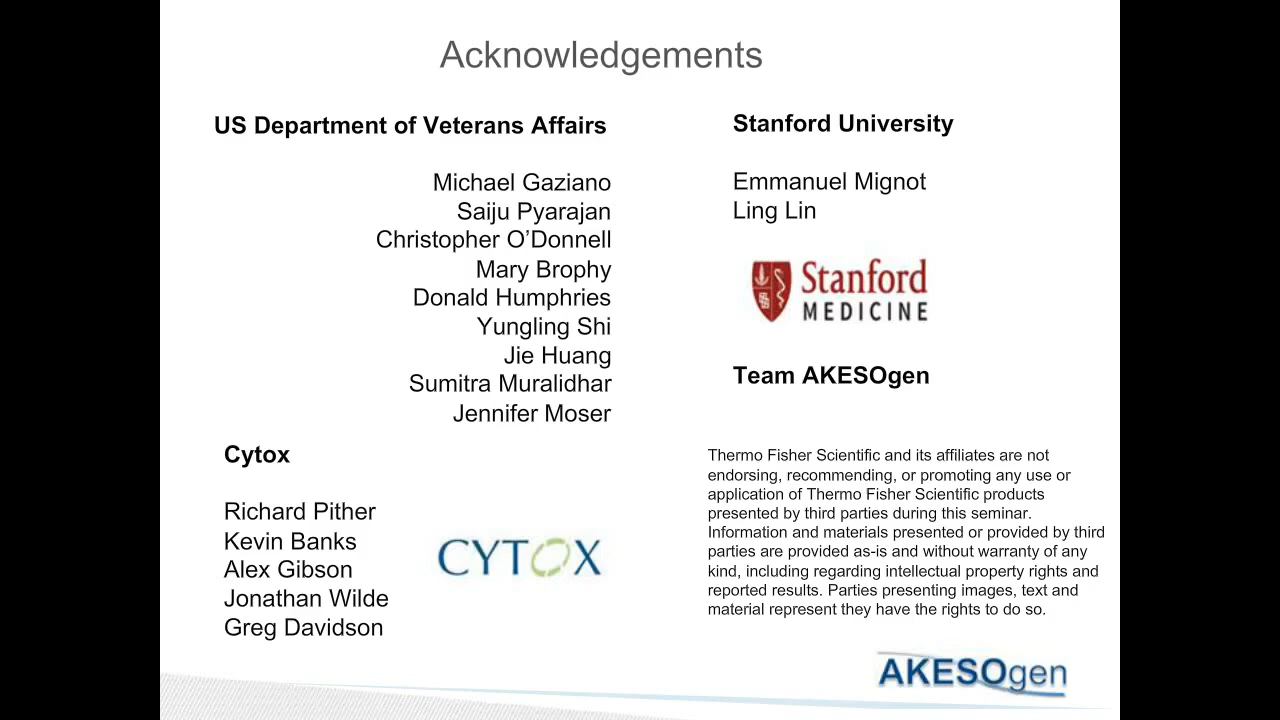 Acknowledgements
US Department of Veterans Affairs
Michael Gaziano
Saiju Pyarajan
Christopher O’Donnell
Mary Brophy
Donald Humphries
Yungling Shi
Jie Huang
Sumitra Muralidhar
Jennifer Moser
Cytox
Richard Pither
Kevin Banks
Alex Gibson
Jonathan Wilde
Greg Davidson
CYTOX
Stanford University
Emmanuel Mignot
Ling Lin
Stanford
MEDICINE
Team AKESOgen
Thermo Fisher Scientific and its affiliates are not
endorsing, recommending, or promoting any use or
application of Thermo Fisher Scientific products
presented by third parties during this seminar.
Information and materials presented or provided by third
parties are provided as-is and without warranty of any
kind, including regarding intellectual property rights and
reported results. Parties presenting images, text and
material represent they have the rights to do so.
AKESOgen